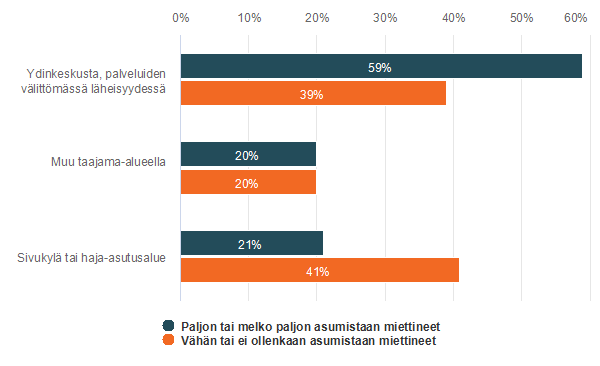 0% 10% 20% 30% 40% 50% 60%
Ydinkeskusta, palveluiden
välittömässä läheisyydessä
59%
39%
Muu taajama-alueella
20%
20%
Sivukylä tai haja-asutusalue
21%
41%
Paljon tai melko paljon asumistaan miettineet
Vähän tai ei ollenkaan asumistaan miettineet